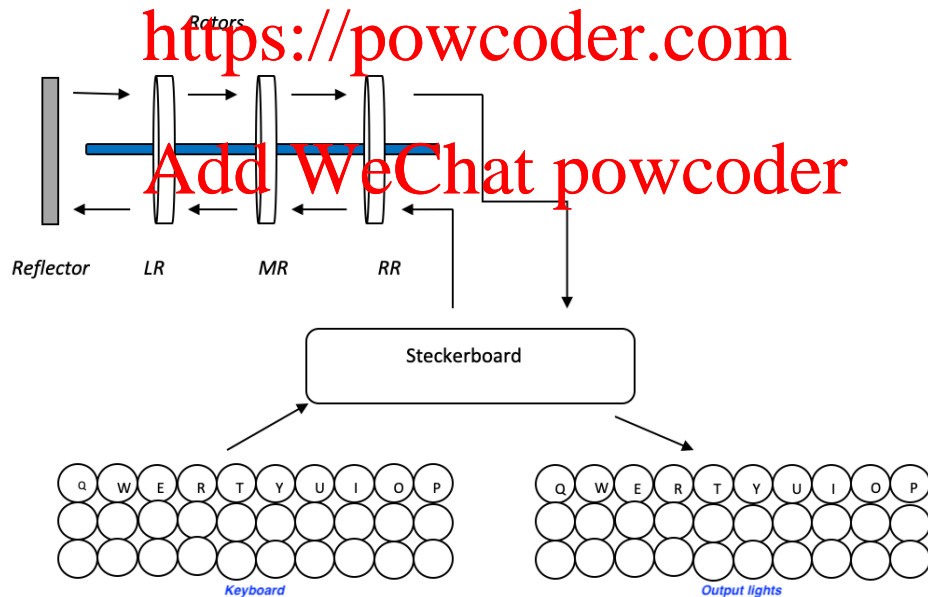 Rotors
https://powcoder.com
Add WeChat powcoder
Reflector LR MR RR
Steckerboard
Q W E R T Y U I O P
Q W E R T Y U I O P
Keyboard
Output lights